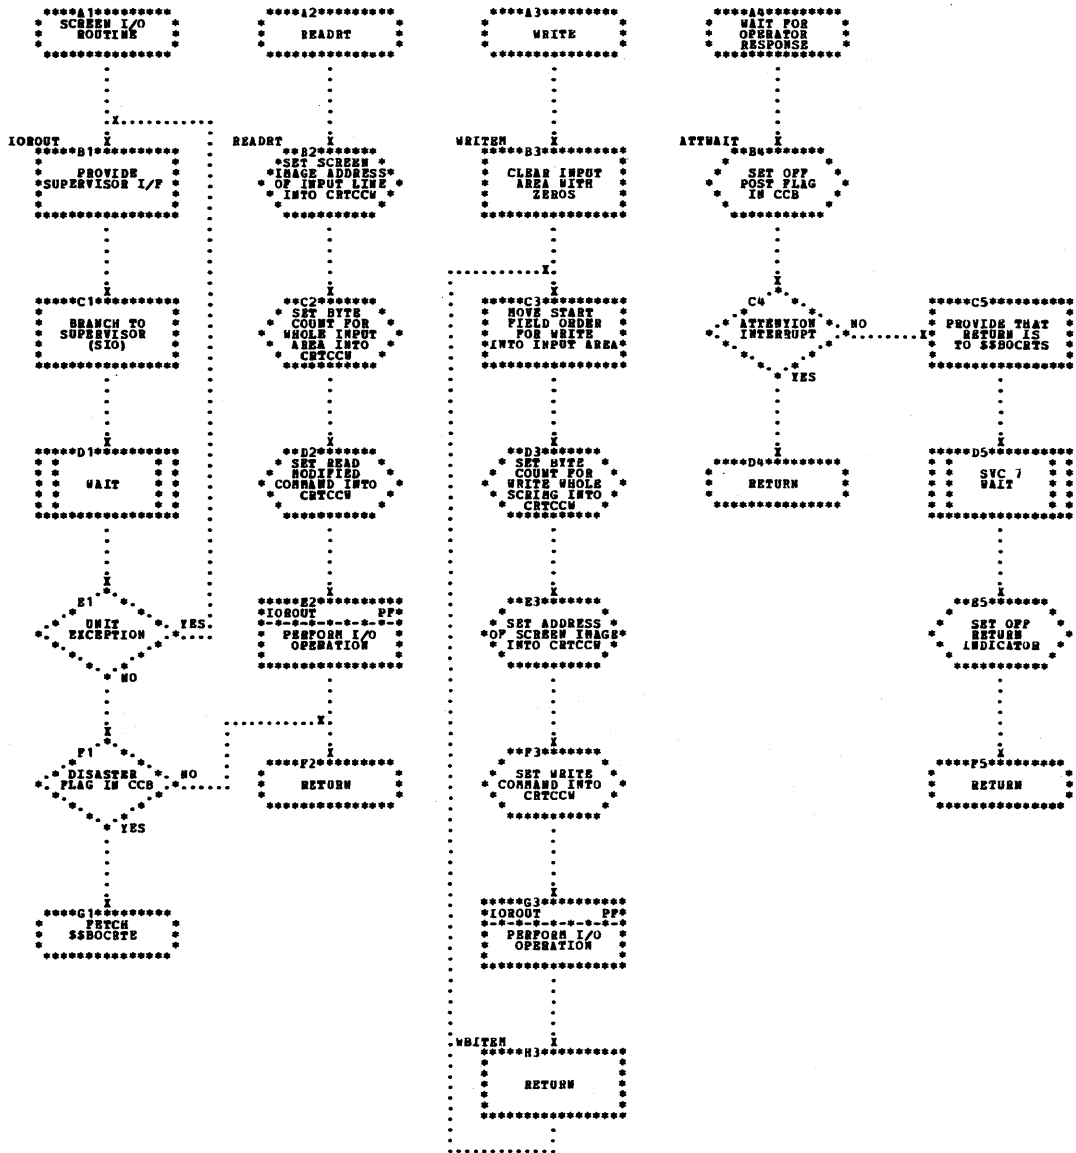 A1
SCREEN I/O
ROUTINE
A2
READRT
A3
WRITE
A4
WAIT FOR
OPERATOR
RESPONSE
IOROUT
B1
PROVIDE
SUPERVISOR I/F
READRT
B2
SET SCREEN
IMAGE ADDRESS
OF INPUT LINE
INTO CRTCCW
WRITEM
B3
CLEAR INPUT
AREA WITH
ZEROS
ATTWAIT
B4
SET OFF
POST FLAG
IN CCB
C1
BRANCH TO
SUPERVISOR
(SIO)
C2
SET BYTE
COUNT FOR
WHOLE INPUT
AREA INTO
CRTCCW
C3
MOVE START
FIELD ORDER
FOR WRITE
INTO INPUT AREA
C4
ATTENYION
INTERRUPT
NO
YES
C5
PROVIDE THAT
RETURN IS
TO $$BOCRTS
D1
WAIT
D2
SET READ
MODIFIED
COMMAND INTO
CRTCCW
D3
SET BYTE
COUNT FOR
WRITE WHOLE
SCRING INTO
CRTCCW
D4
RETURN
D5
SVC 7
WAIT
E1
UNIT
EXCEPTION
YES
NO
E2
IOROUT PF
PERFORM I/O
OPERATION
E3
SET ADDRESS
OF SCREEN IMAGE
INTO CRTCCW
E5
SET OFF
RETURN
INDICATOR
F1
DISASTER
FLAG IN CCB
NO
YES
F2
RETURN
F3
SET WRITE
COMMAND INTO
CRTCCW
F5
RETURN
G1
FETCH
$$BOCRTE
G3
IOROUT PF
PERFORM I/O
OPERATION
WBITEM
H3
RETURN